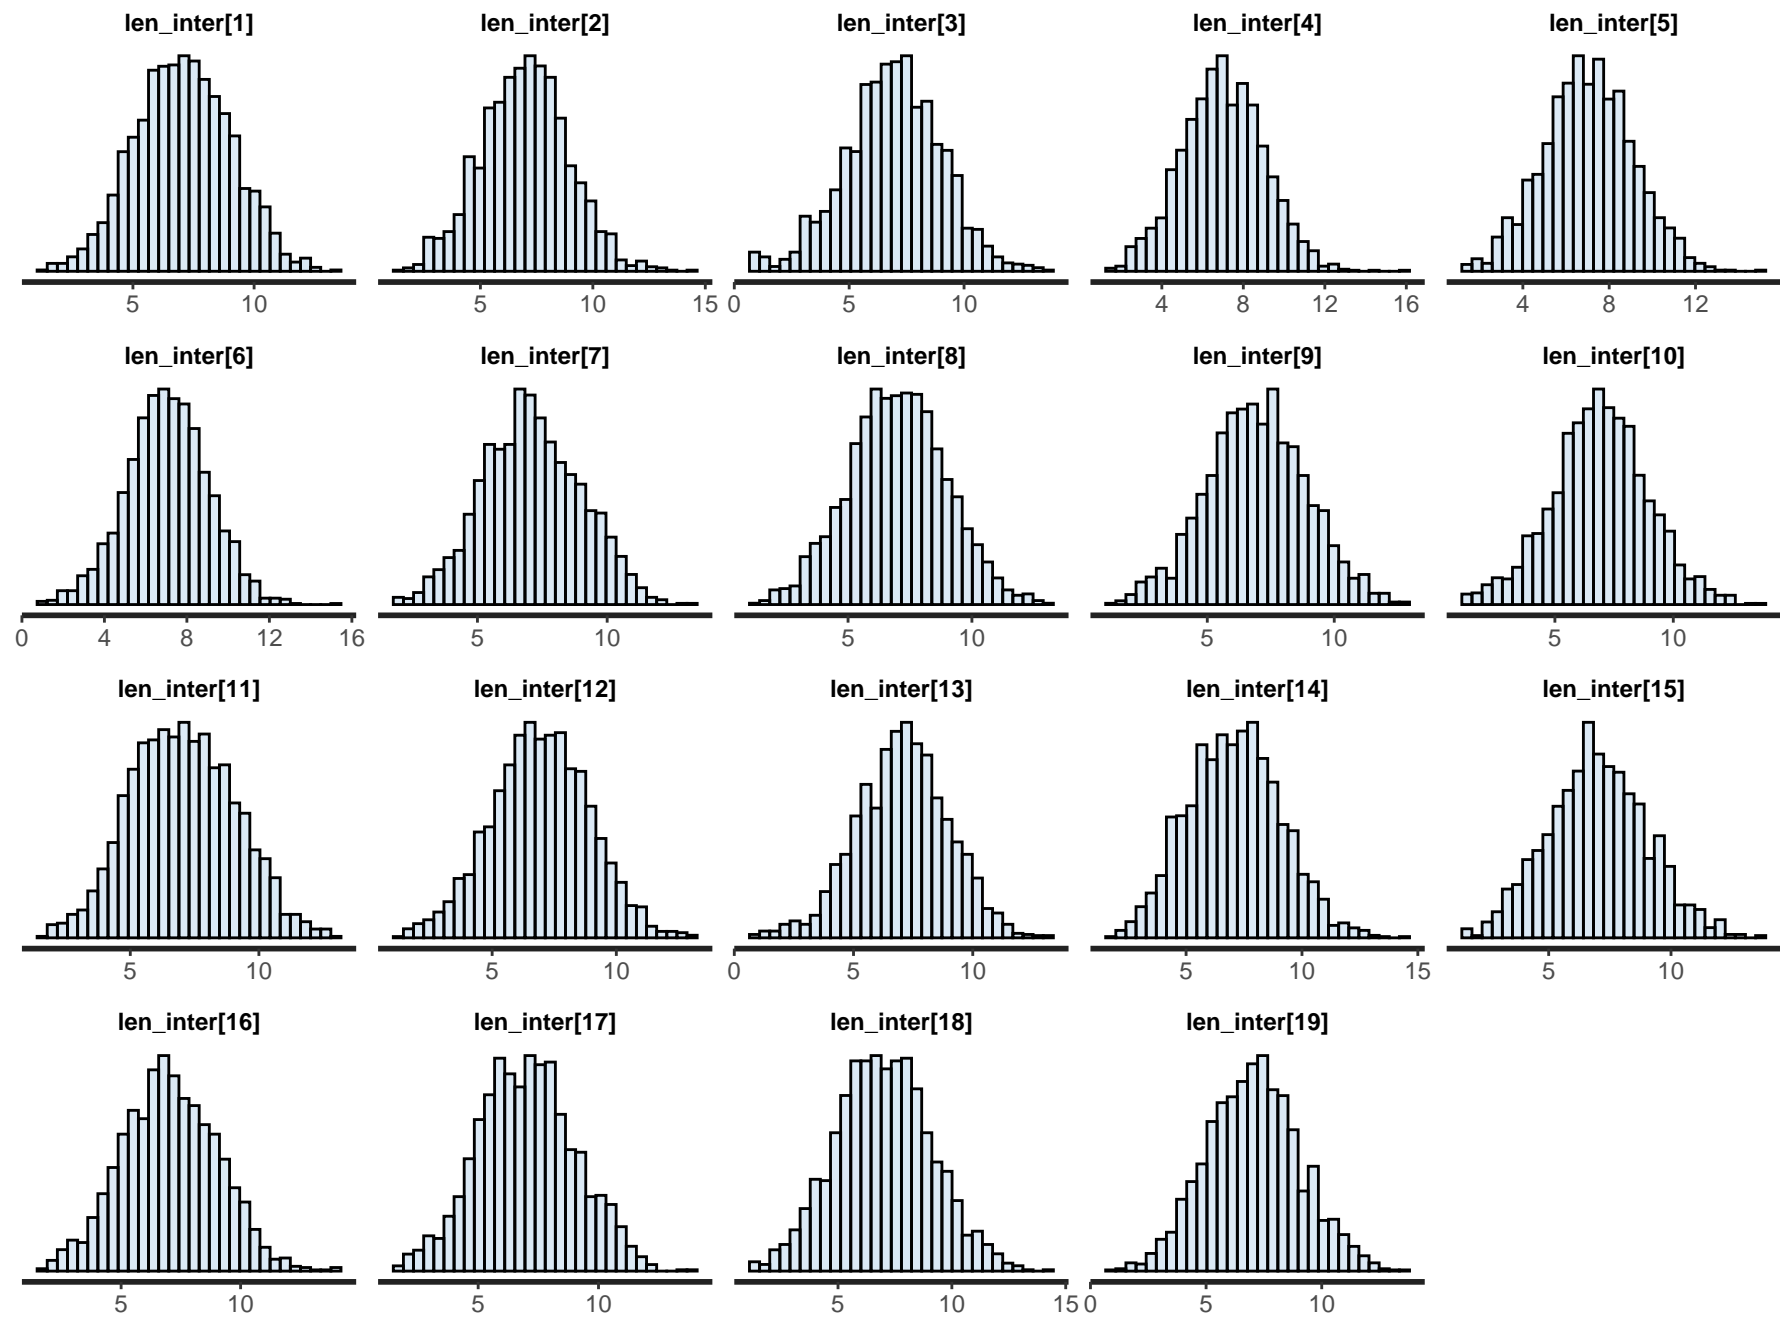 len_inter[1] len_inter[2] len_inter[3] len_inter[4] len_inter[5]
5 10 5 10 15 0 5 10 4 8 12 16 4 8 12
len_inter[6] len_inter[7] len_inter[8] len_inter[9] len_inter[10]
0 4 8 12 16 5 10 5 10 5 10 5 10
len_inter[11] len_inter[12] len_inter[13] len_inter[14] len_inter[15]
5 10 5 10 0 5 10 5 10 15 5 10
len_inter[16] len_inter[17] len_inter[18] len_inter[19]
5 10 5 10 5 10 15 0 5 10